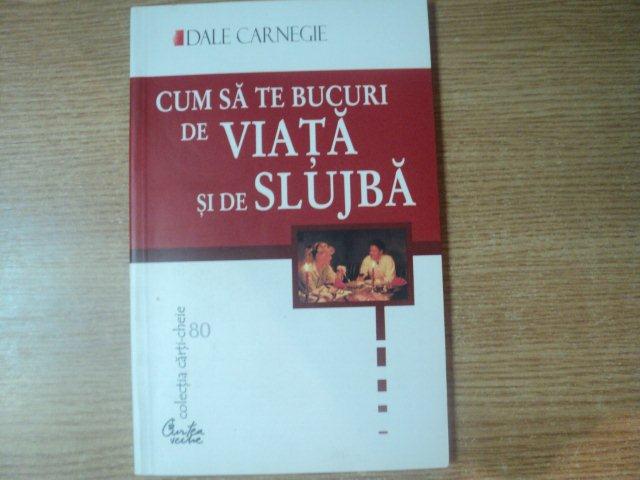 DALE CARNEGIE
CUM SĂ TE BUCURI
DE VIAȚĂ
ȘI DE SLUJBĂ
colecția cărți-cheie 80
Curtea
veche